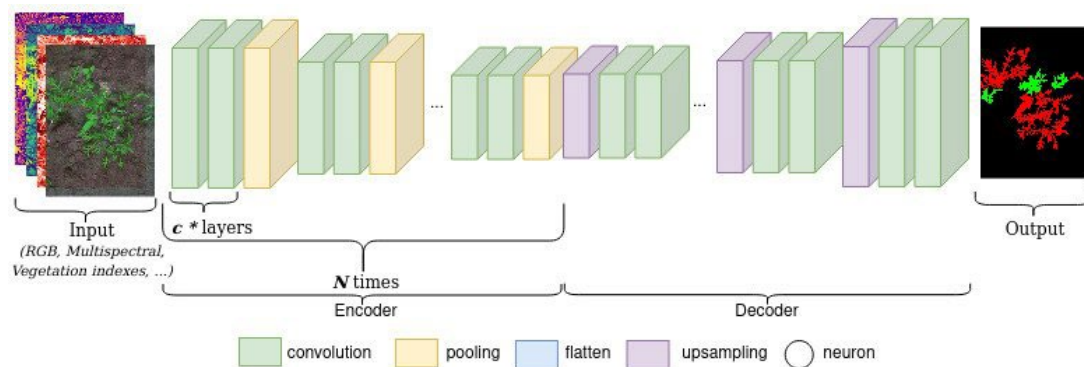 ...
...
Input
(RGB, Multispectral,
Vegetation indexes, ...)
c * layers
N times
Encoder
Decoder
Output
convolution
pooling
flatten
upsampling
neuron